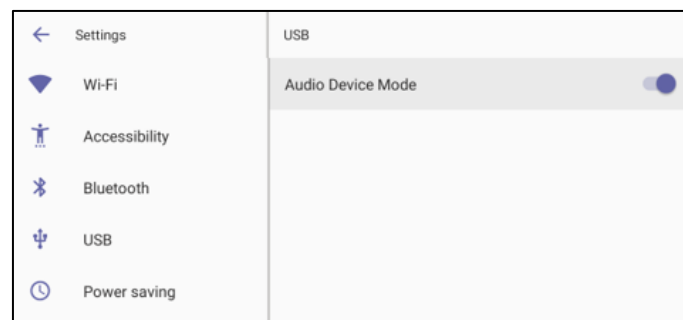 Settings
Wi-Fi
Accessibility
Bluetooth
USB
Power saving
USB
Audio Device Mode